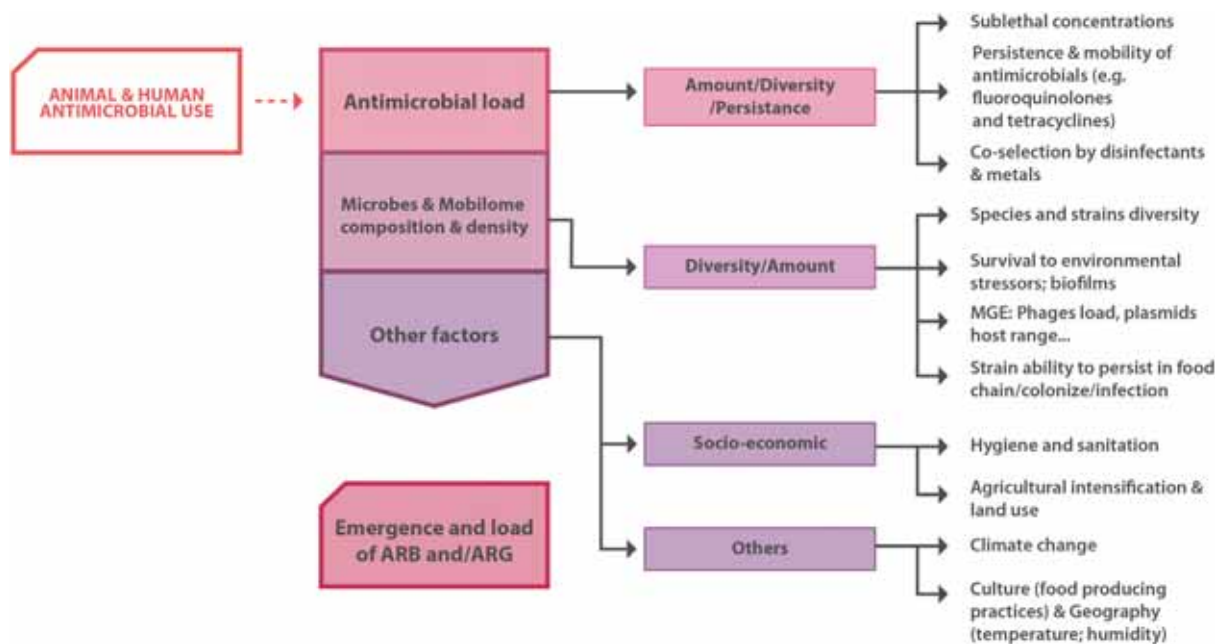 ANIMAL & HUMAN
ANTIMICROBIAL USE
Antimicrobial load
Microbes & Mobilome
composition & density
Other factors
Emergence and load
of ARB and/ARG
Amount/Diversity
/Persistance
Diversity/Amount
Socio-economic
Others
Sublethal concentrations
Persistence & mobility of
antimicrobials (e.g.
fluoroquinolones
and tetracyclines)
Co-selection by disinfectants
& metals
Species and strains diversity
Survival to environmental
stressors; biofilms
MGE: Phages load, plasmids
host range...
Strain ability to persist in food
chain/colonize/infection
Hygiene and sanitation
Agricultural intensification &
land use
Climate change
Culture (food producing
practices) & Geography
(temperature; humidity)